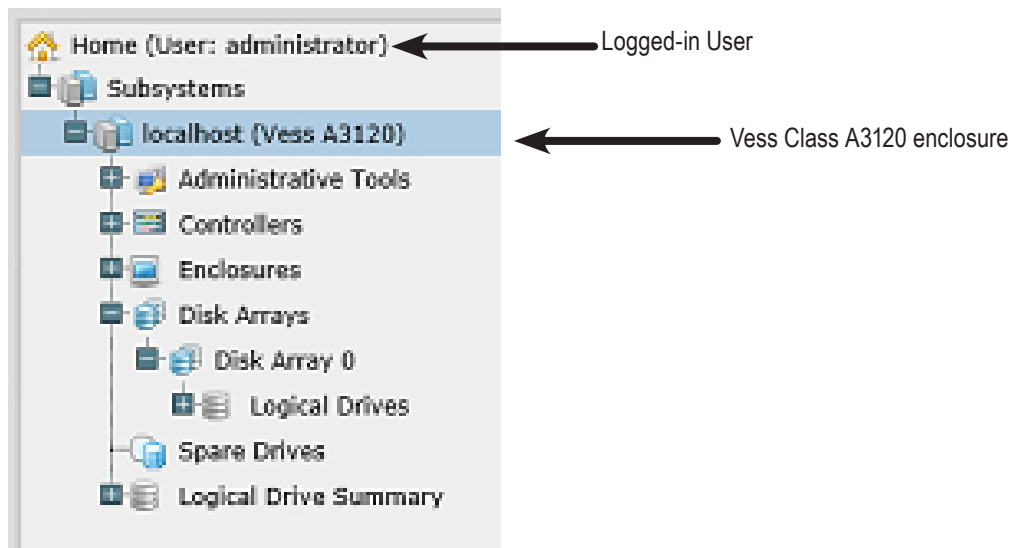 Home (User: administrator) Logged-in User
Subsystems
localhost (Vess A3120) Vess Class A3120 enclosure
Administrative Tools
Controllers
Enclosures
Disk Arrays
Disk Array 0
Logical Drives
Spare Drives
Logical Drive Summary